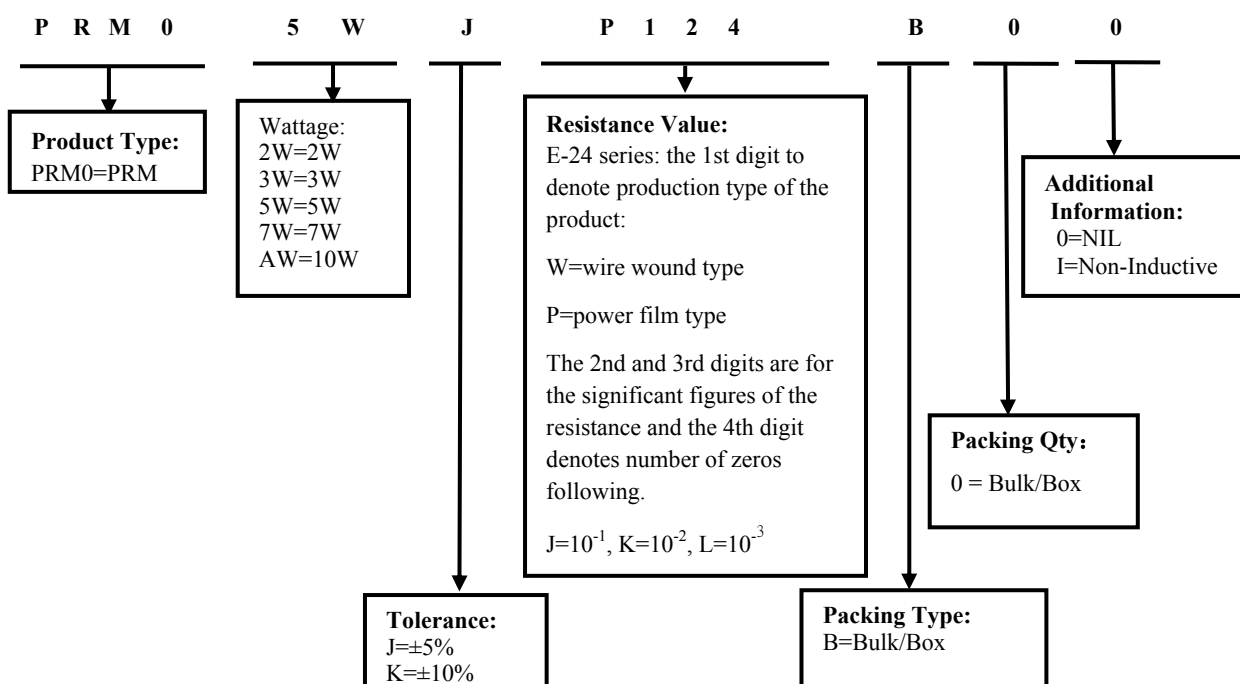 P R M 0 5 W J P 1 2 4 B 0 0
Product Type:
PRM0=PRM
Wattage:
2W=2W
3W=3W
5W=5W
7W=7W
AW=10W
Resistance Value:
E-24 series: the 1st digit to
denote production type of the
product:
W=wire wound type
P=power film type
The 2nd and 3rd digits are for
the significant figures of the
resistance and the 4th digit
denotes number of zeros
following.
J=10⁻¹, K=10⁻², L=10⁻³
Additional
Information:
0=NIL
I=Non-Inductive
Packing Qty：
0 = Bulk/Box
Tolerance:
J=±5%
K=±10%
Packing Type:
B=Bulk/Box